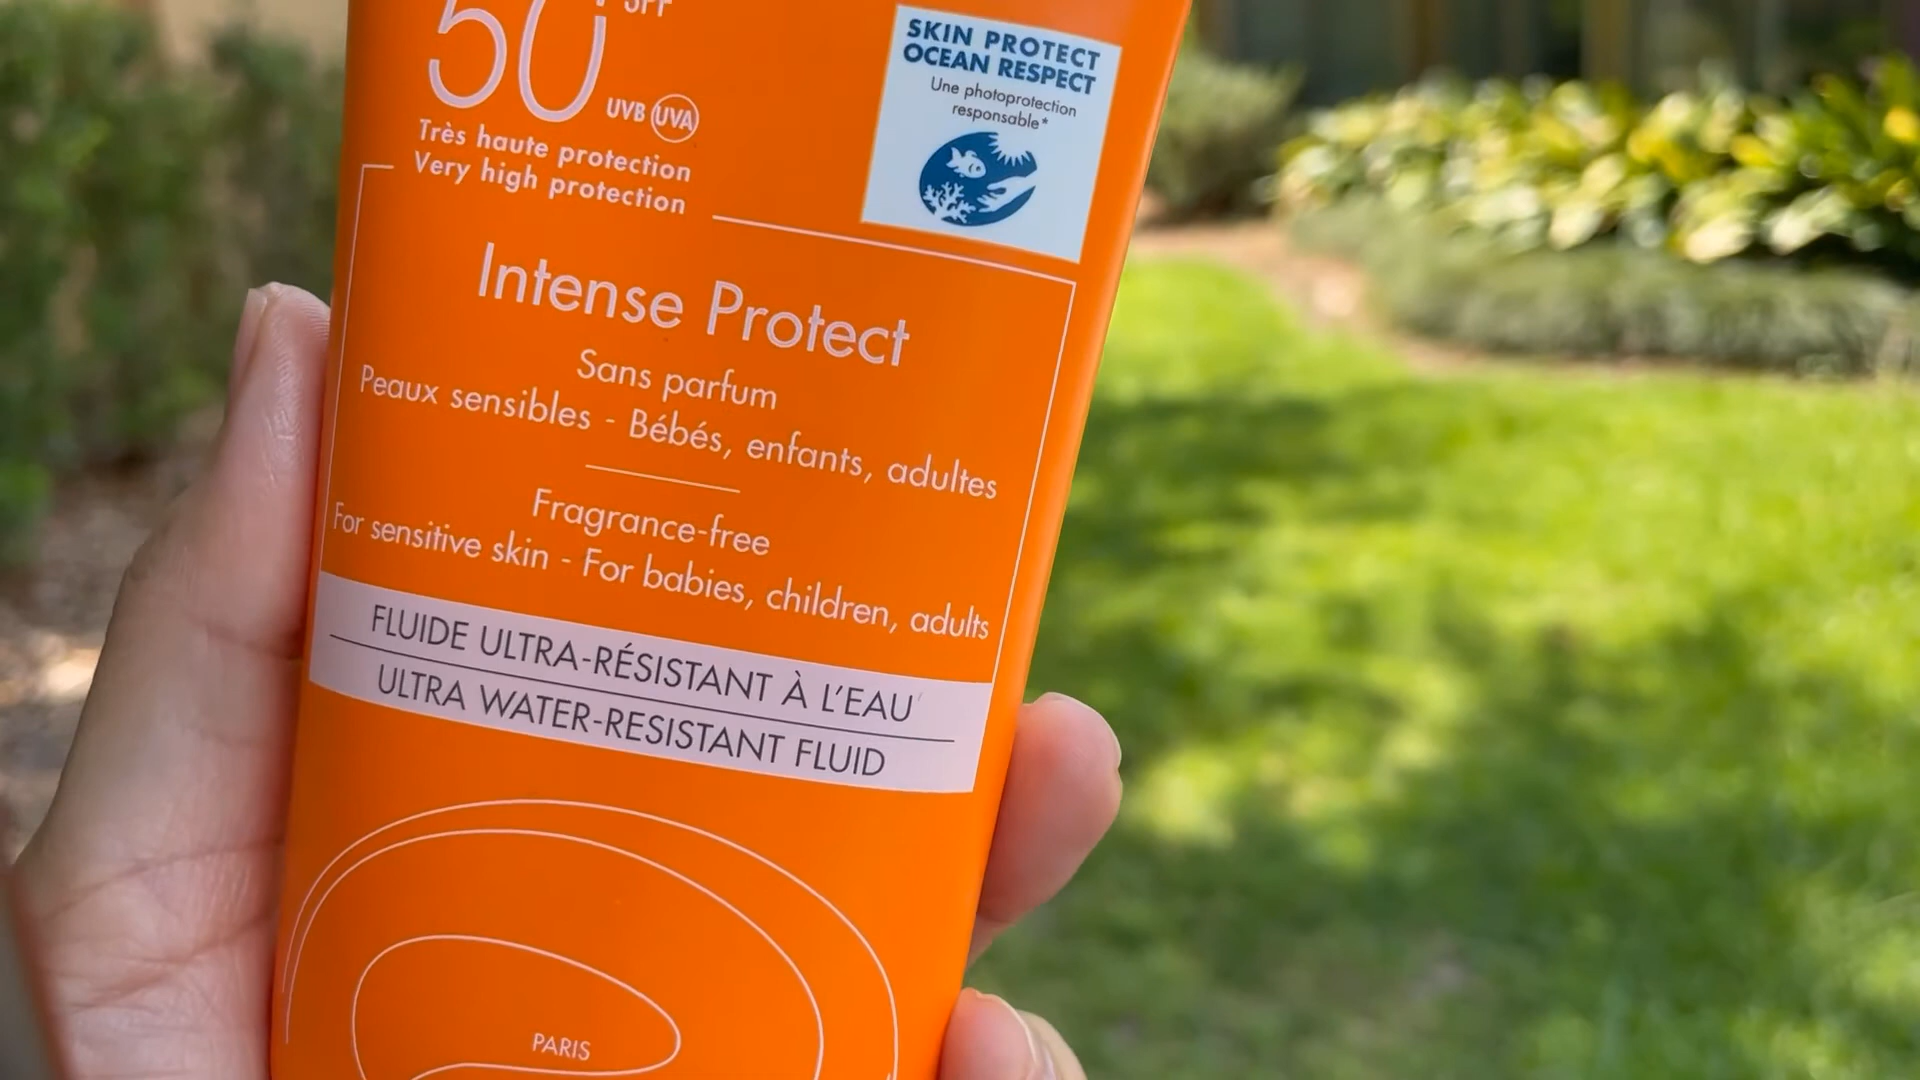 50 SPF
UVB UVA
Très haute protection
Very high protection
SKIN PROTECT
OCEAN RESPECT
Une photoprotection
responsable*
Intense Protect
Sans parfum
Peaux sensibles - Bébés, enfants, adultes
Fragrance-free
For sensitive skin - For babies, children, adults
FLUIDE ULTRA-RÉSISTANT À L'EAU
ULTRA WATER-RESISTANT FLUID
PARIS